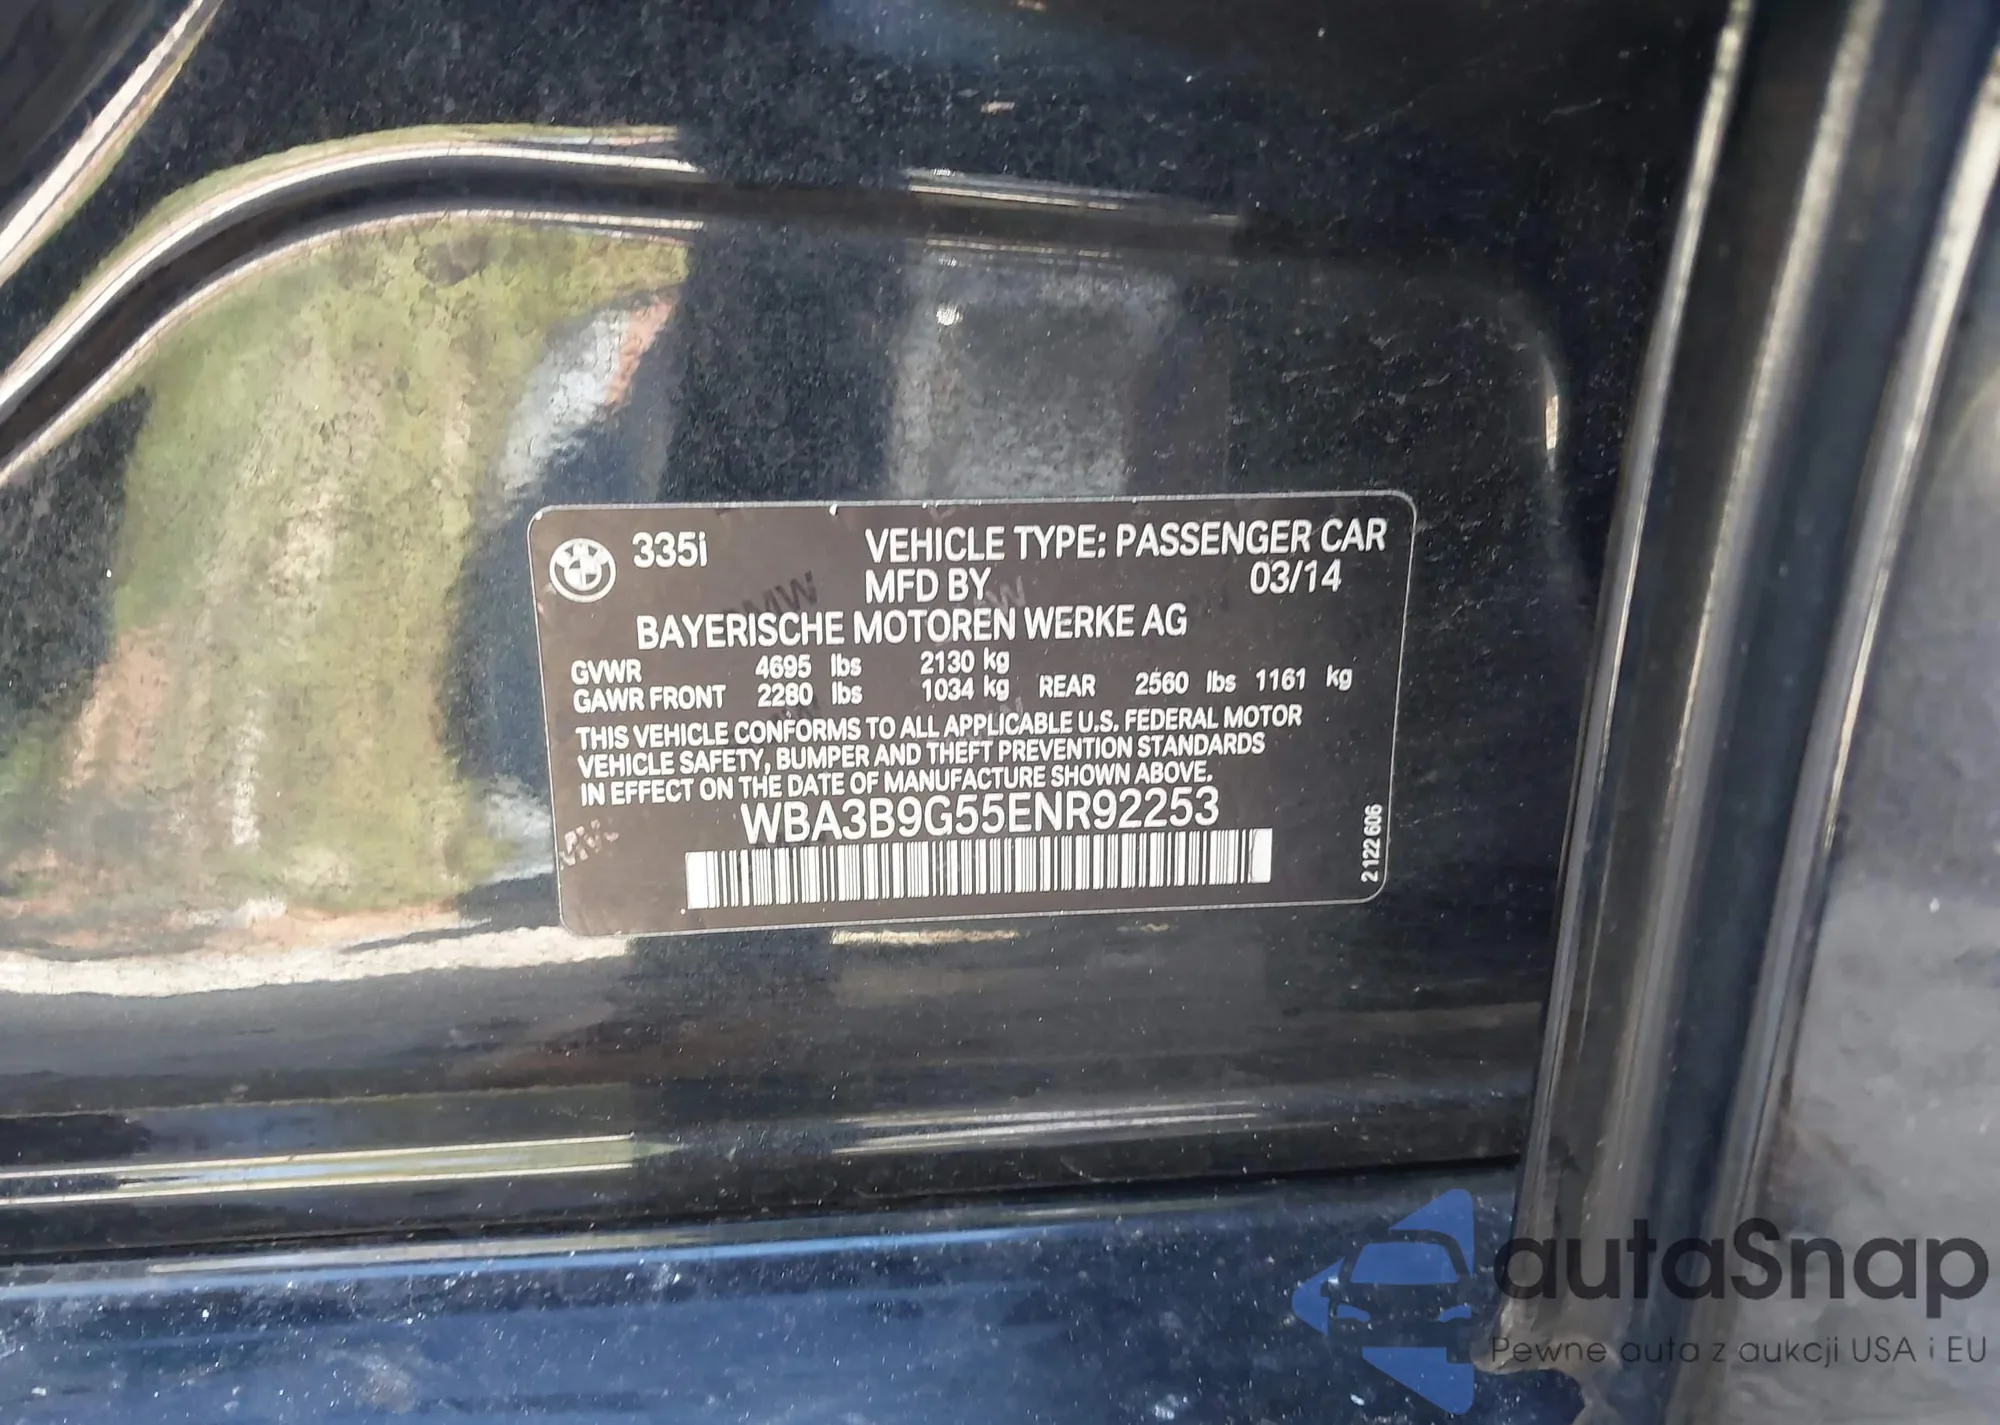 335i
VEHICLE TYPE: PASSENGER CAR
MFD BY 03/14
BAYERISCHE MOTOREN WERKE AG
GVWR 4695 lbs 2130 kg
GAWR FRONT 2280 lbs 1034 kg REAR 2560 lbs 1161 kg
THIS VEHICLE CONFORMS TO ALL APPLICABLE U.S. FEDERAL MOTOR
VEHICLE SAFETY, BUMPER AND THEFT PREVENTION STANDARDS
IN EFFECT ON THE DATE OF MANUFACTURE SHOWN ABOVE.
WBA3B9G55ENR92253
2122606
autaSnap
Pewne auta z aukcji USA i EU